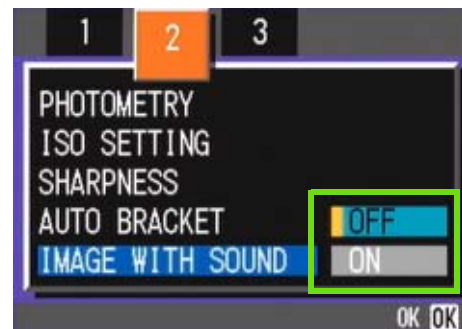 1 2 3
PHOTOMETRY
ISO SETTING
SHARPNESS
AUTO BRACKET OFF
IMAGE WITH SOUND ON
OK OK